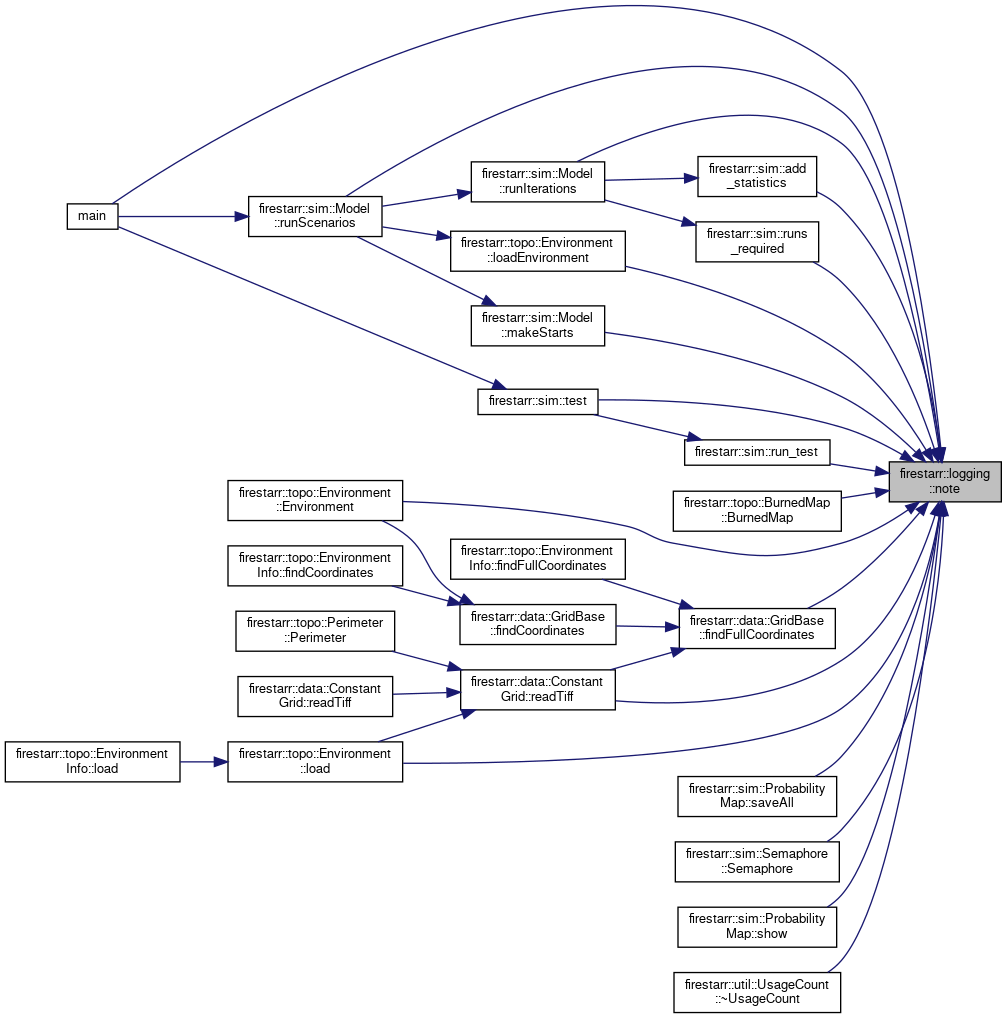 main
firestarr::sim::Model
::runScenarios
firestarr::sim::Model
::runIterations
firestarr::sim::add
_statistics
firestarr::sim::runs
_required
firestarr::topo::Environment
::loadEnvironment
firestarr::sim::Model
::makeStarts
firestarr::sim::test
firestarr::sim::run_test
firestarr::logging
::note
firestarr::topo::BurnedMap
::BurnedMap
firestarr::topo::Environment
::Environment
firestarr::topo::Environment
Info::findFullCoordinates
firestarr::topo::Environment
Info::findCoordinates
firestarr::data::GridBase
::findCoordinates
firestarr::data::GridBase
::findFullCoordinates
firestarr::topo::Perimeter
::Perimeter
firestarr::data::Constant
Grid::readTiff
firestarr::data::Constant
Grid::readTiff
firestarr::topo::Environment
Info::load
firestarr::topo::Environment
::load
firestarr::sim::Probability
Map::saveAll
firestarr::sim::Semaphore
::Semaphore
firestarr::sim::Probability
Map::show
firestarr::util::UsageCount
::~UsageCount